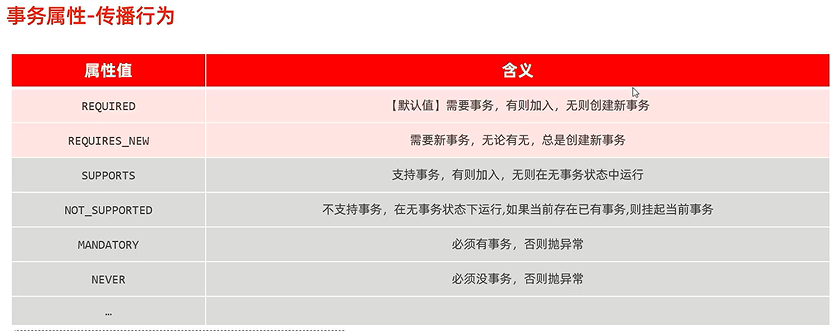 事务属性-传播行为
属性值 含义
REQUIRED 【默认值】需要事务，有则加入，无则创建新事务
REQUIRES_NEW 需要新事务，无论有无，总是创建新事务
SUPPORTS 支持事务，有则加入，无则在无事务状态中运行
NOT_SUPPORTED 不支持事务，在无事务状态下运行,如果当前存在已有事务,则挂起当前事务
MANDATORY 必须有事务，否则抛异常
NEVER 必须没事务，否则抛异常
…